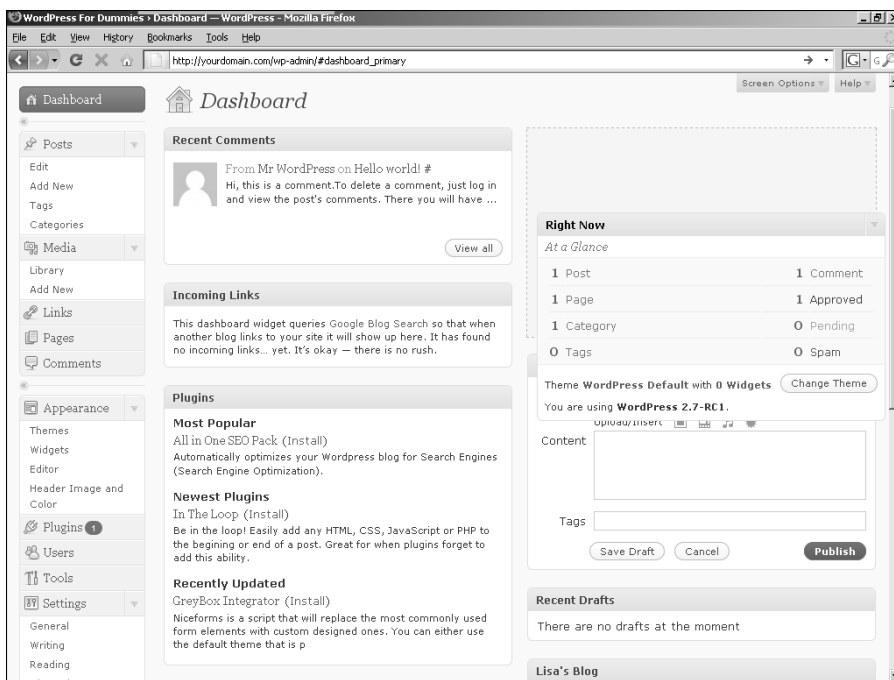 WordPress For Dummies › Dashboard — WordPress - Mozilla Firefox
File Edit View History Bookmarks Tools Help
http://yourdomain.com/wp-admin/#dashboard_primary
G
Screen Options
Help
Dashboard
Posts
Edit
Add New
Tags
Categories
Media
Library
Add New
Links
Pages
Comments
Appearance
Themes
Widgets
Editor
Header Image and
Color
Plugins 1
Users
Tools
Settings
General
Writing
Reading
Dashboard
Recent Comments
From Mr WordPress on Hello world! #
Hi, this is a comment.To delete a comment, just log in
and view the post's comments. There you will have ...
View all
Incoming Links
This dashboard widget queries Google Blog Search so that when
another blog links to your site it will show up here. It has found
no incoming links... yet. It's okay — there is no rush.
Plugins
Most Popular
All in One SEO Pack (Install)
Automatically optimizes your Wordpress blog for Search Engines
(Search Engine Optimization).
Newest Plugins
In The Loop (Install)
Be in the loop! Easily add any HTML, CSS, JavaScript or PHP to
the begining or end of a post. Great for when plugins forget to
add this ability.
Recently Updated
GreyBox Integrator (Install)
Niceforms is a script that will replace the most commonly used
form elements with custom designed ones. You can either use
the default theme that is p
Right Now
At a Glance
1 Post 1 Comment
1 Page 1 Approved
1 Category 0 Pending
0 Tags 0 Spam
Theme WordPress Default with 0 Widgets Change Theme
You are using WordPress 2.7-RC1.
Upload/Insert
Content
Tags
Save Draft Cancel Publish
Recent Drafts
There are no drafts at the moment
Lisa's Blog